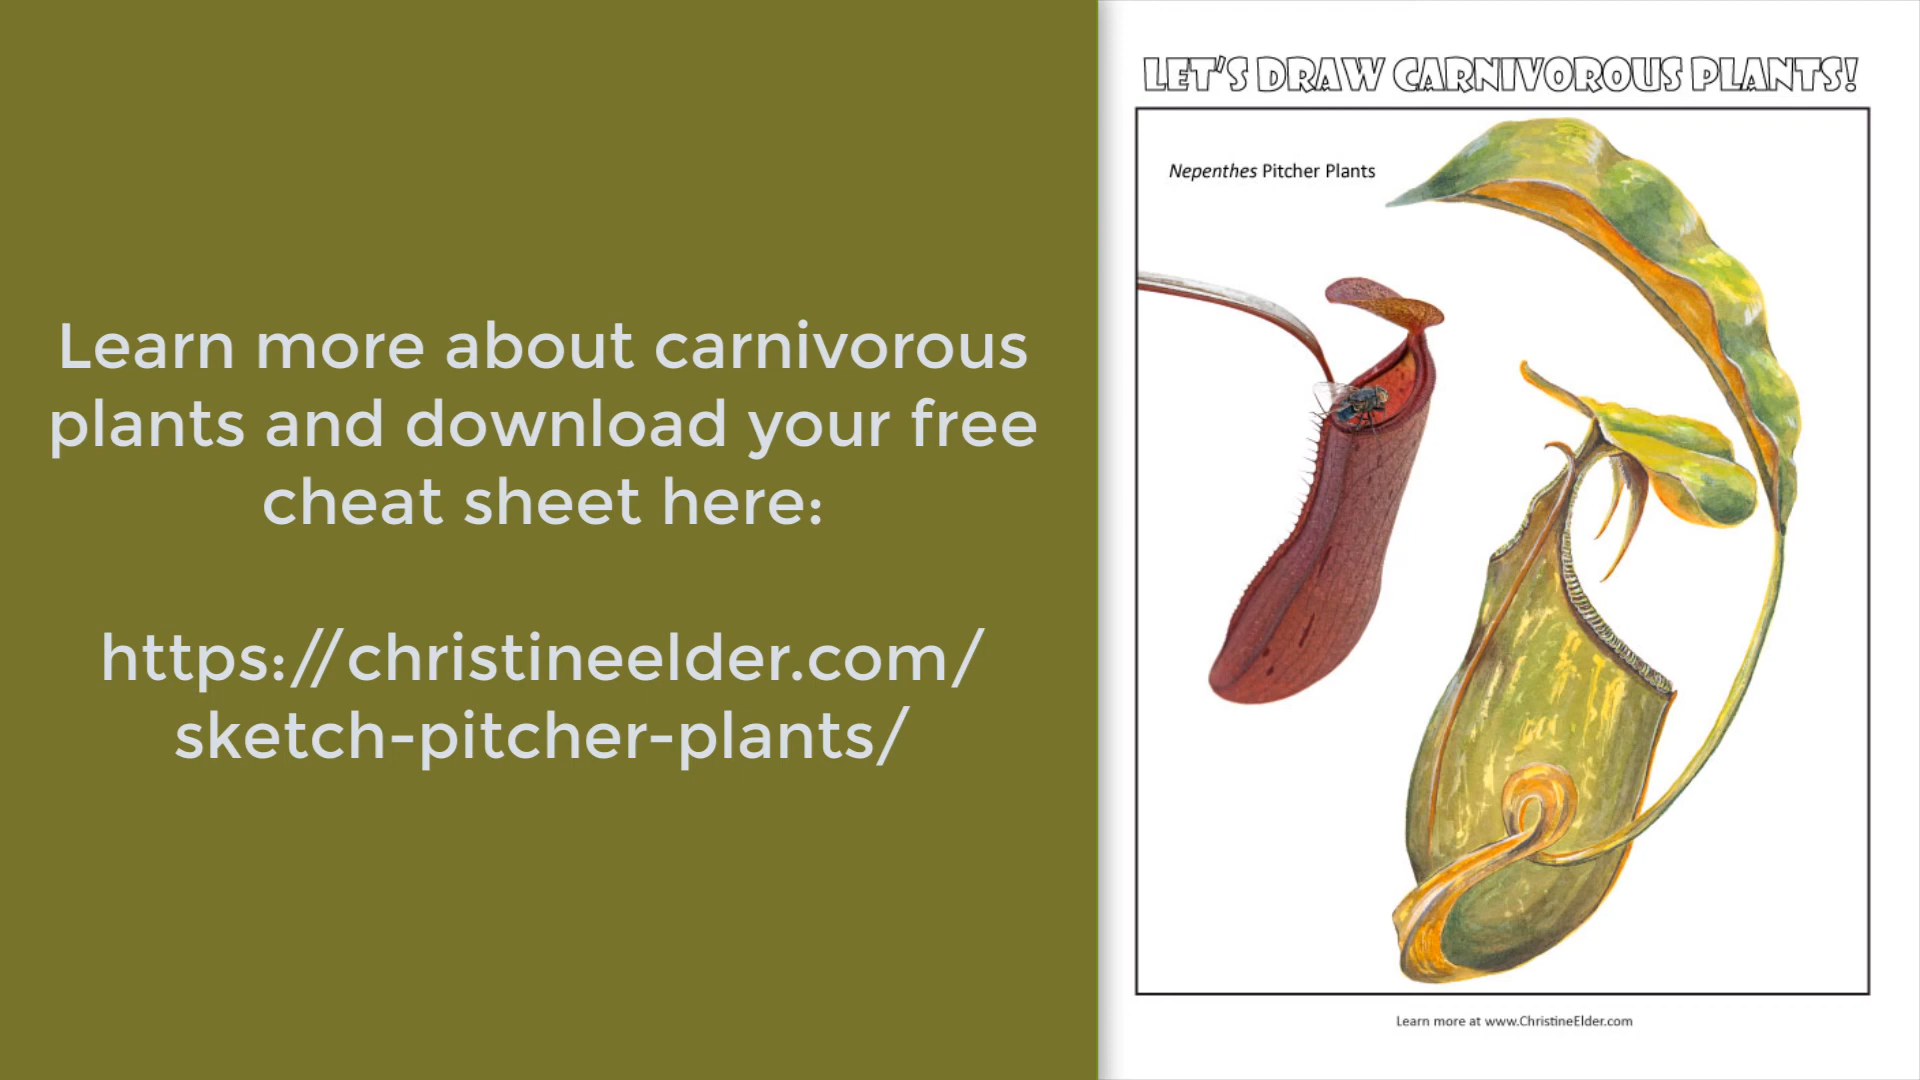 Learn more about carnivorous
plants and download your free
cheat sheet here:
https://christineelder.com/
sketch-pitcher-plants/
LET'S DRAW CARNIVOROUS PLANTS!
Nepenthes Pitcher Plants
Learn more at www.ChristineElder.com